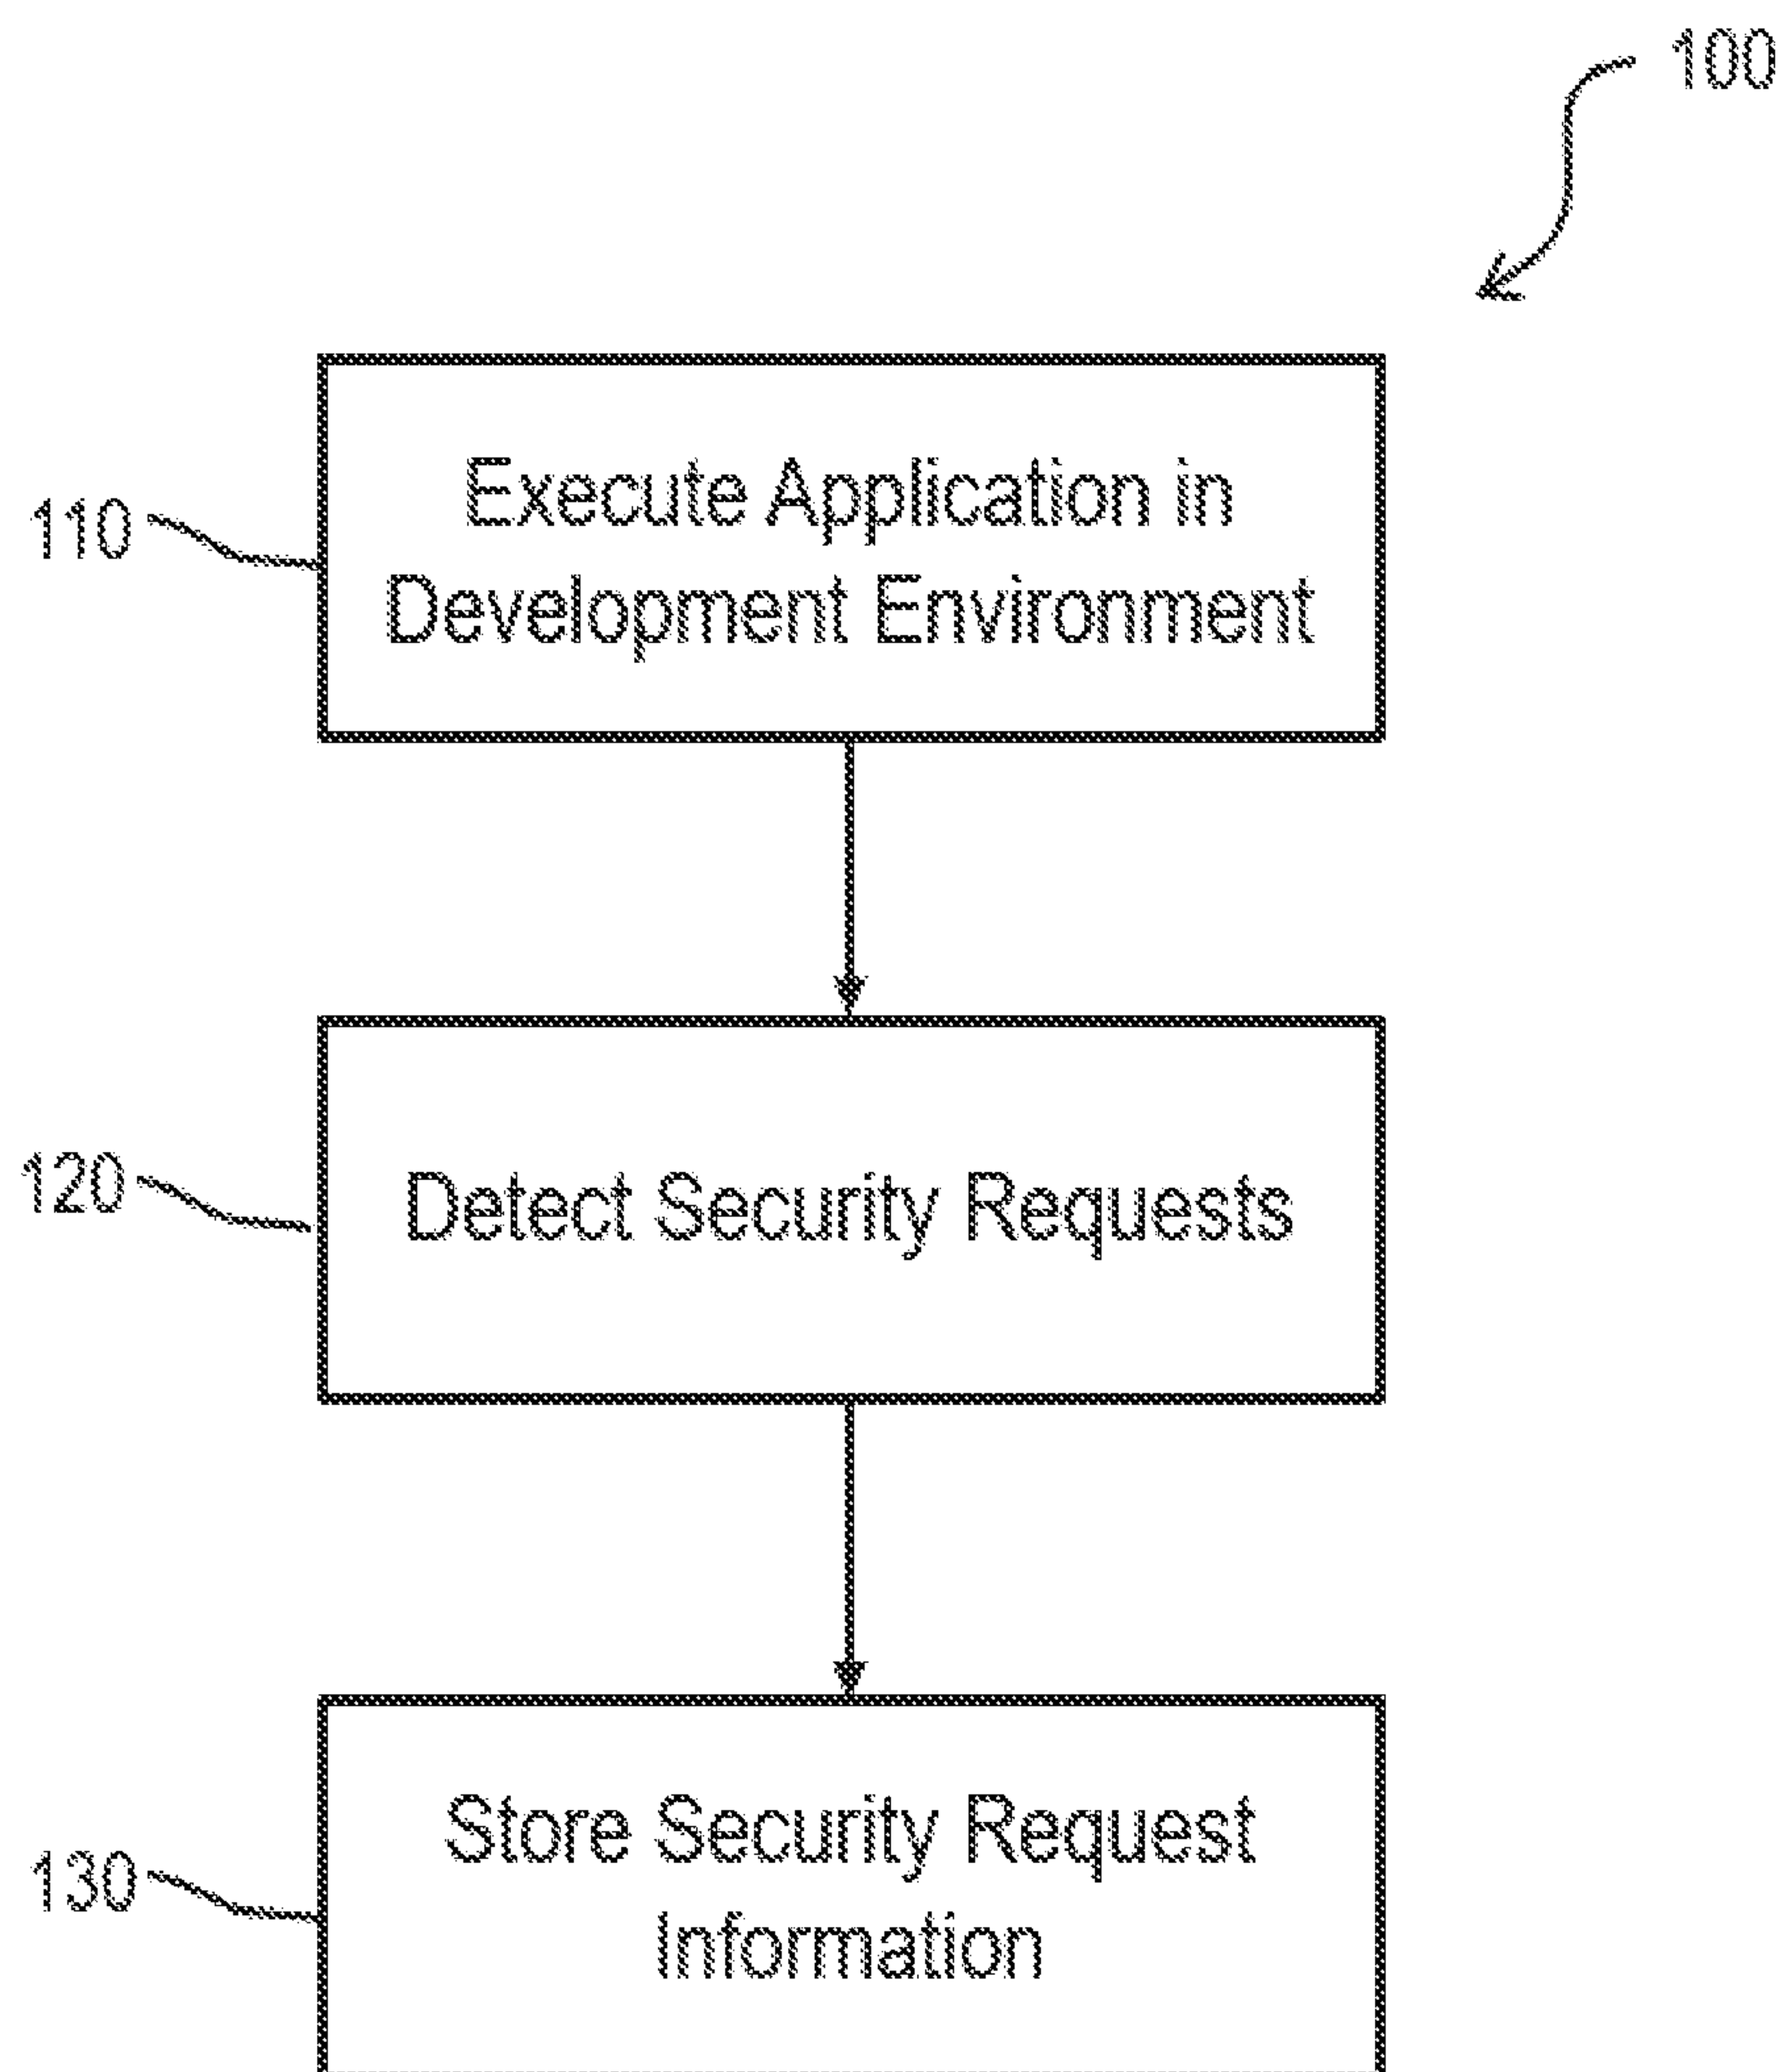 100
110
Execute Application in
Development Environment
120
Detect Security Requests
130
Store Security Request
Information